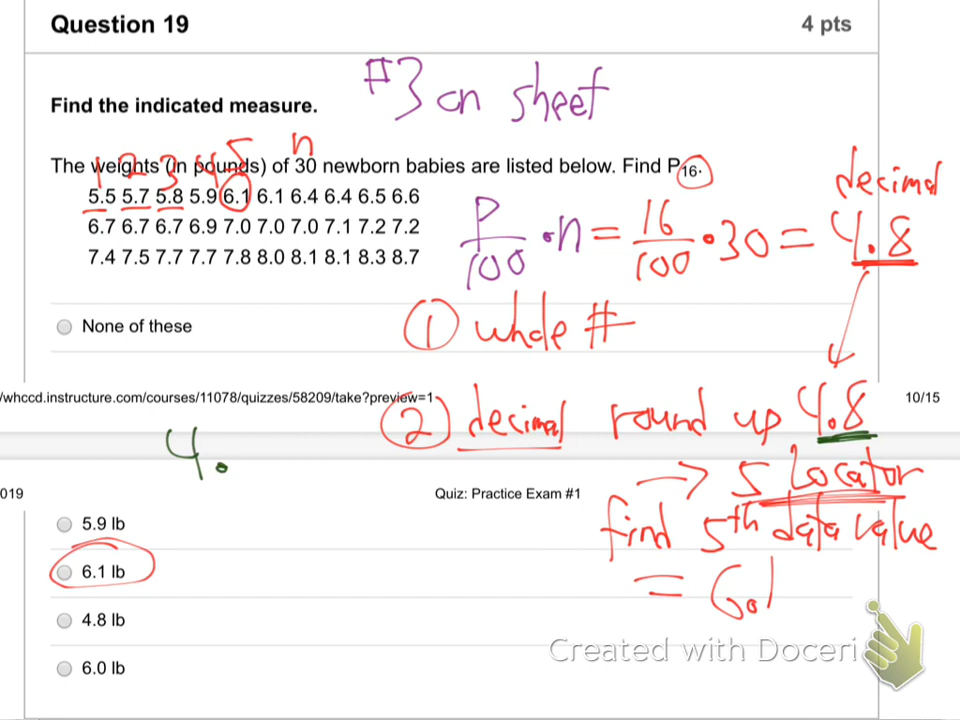 Question 19 4 pts
#3 on sheet
Find the indicated measure.
1 2 3 4 5 n
The weights (in pounds) of 30 newborn babies are listed below. Find P16.
decimal
5.5 5.7 5.8 5.9 6.1 6.1 6.4 6.4 6.5 6.6
6.7 6.7 6.7 6.9 7.0 7.0 7.0 7.1 7.2 7.2
7.4 7.5 7.7 7.7 7.8 8.0 8.1 8.1 8.3 8.7
P/100 • n = 16/100 • 30 = 4.8
① whole #
None of these
/whccd.instructure.com/courses/11078/quizzes/58209/take?preview=1 10/15
② decimal round up 4.8
4.
→ 5 Locator
019 Quiz: Practice Exam #1
find 5th data value
5.9 lb
6.1 lb
= 6.1
4.8 lb
Created with Doceri
6.0 lb